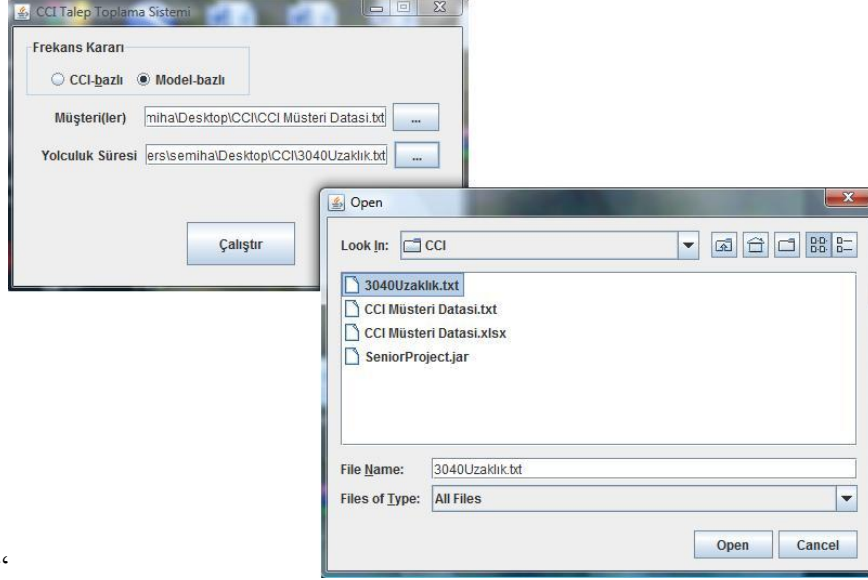 CCI Talep Toplama Sistemi
Frekans Kararı
CCI-bazlı Model-bazlı
Müşteri(ler) miha\Desktop\CCI\CCI Müsteri Datasi.txt ...
Yolculuk Süresi ers\semiha\Desktop\CCI\3040Uzaklık.txt ...
Çalıştır
Open
Look In: CCI
3040Uzaklık.txt
CCI Müsteri Datasi.txt
CCI Müsteri Datasi.xlsx
SeniorProject.jar
File Name: 3040Uzaklık.txt
Files of Type: All Files
Open Cancel
“